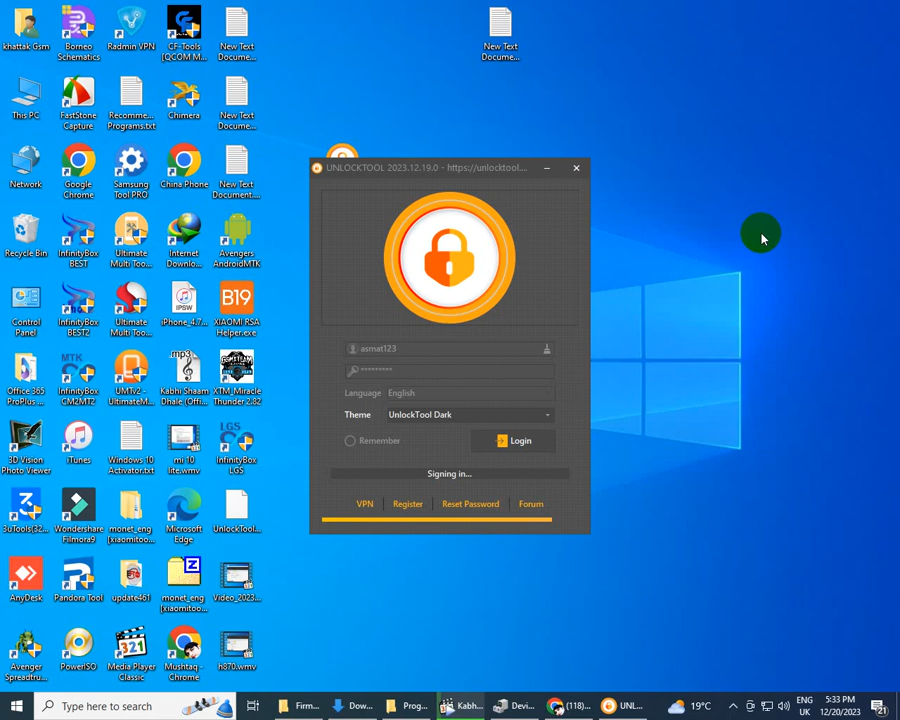 khattak Gsm
Borneo
Schematics
Radmin VPN
CF-Tools
[QCOM M...
New Text
Docume...
New Text
Docume...
This PC
FastStone
Capture
Recomme...
Programs.txt
Chimera
New Text
Docume...
Network
Google
Chrome
Samsung
Tool PRO
China Phone
New Text
Document...
Recycle Bin
InfinityBox
BEST
Ultimate
Multi Too...
Internet
Downlo...
Avengers
AndroidMTK
Control
Panel
InfinityBox
BEST2
Ultimate
Multi Too...
IPSW
iPhone_4.7...
B19
XIAOMI RSA
Helper.exe
Office 365
ProPlus ...
MTK
InfinityBox
CM2MT2
UMTv2 -
UltimateM...
mp3
Kabhi Shaam
Dhale (Offi...
XTM_Miracle
Thunder 2.82
3D Vision
Photo Viewer
iTunes
Windows 10
Activator.txt
mi 10
lite.wmv
LGS
InfinityBox
LGS
3uTools(32...
Wondershare
Filmora9
monet_eng
[xiaomitoo...
Microsoft
Edge
UnlockTool...
AnyDesk
Pandora Tool
update461
Z
monet_eng
[xiaomitoo...
Video_2023...
Avenger
Spreadtru...
PowerISO
321
Media Player
Classic
Mushtaq -
Chrome
h870.wmv
UNLOCKTOOL 2023.12.19.0 - https://unlocktool....
asmat123
*********
Language English
Theme UnlockTool Dark
Remember
Login
Signing in...
VPN Register Reset Password Forum
Type here to search
Firm...
Dow...
Prog...
Kabh...
Devi...
(118)...
UNL...
19°C
ENG
UK
5:33 PM
12/20/2023
21